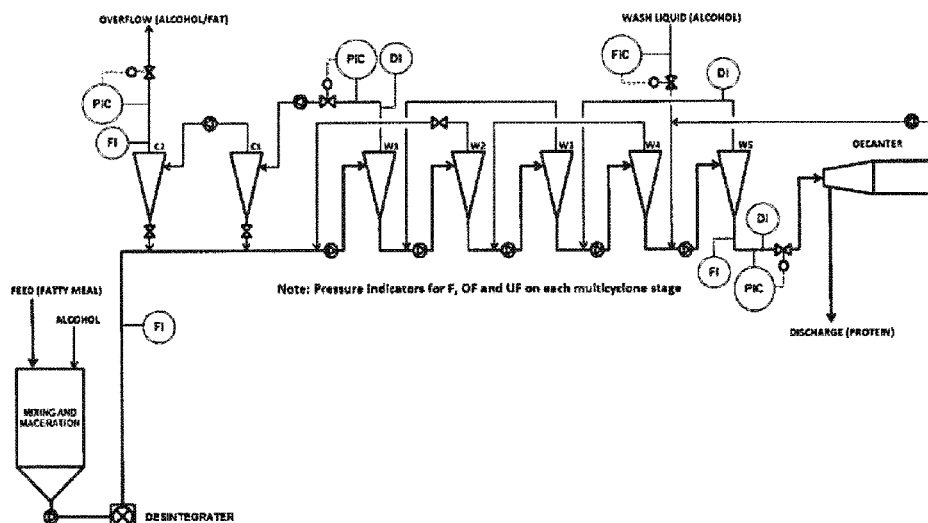 OVERFLOW (ALCOHOL/FAT)
WASH LIQUID (ALCOHOL)
PIC
DI
FIC
DI
PIC
FI
C2
C1
W1
W2
W3
W4
W5
DECANTER
DI
FI
PIC
Note: Pressure indicators for F, OF and UF on each multicyclone stage
FEED (FATTY MEAL)
ALCOHOL
FI
DISCHARGE (PROTEIN)
MIXING AND
MACERATION
DESINTEGRATER